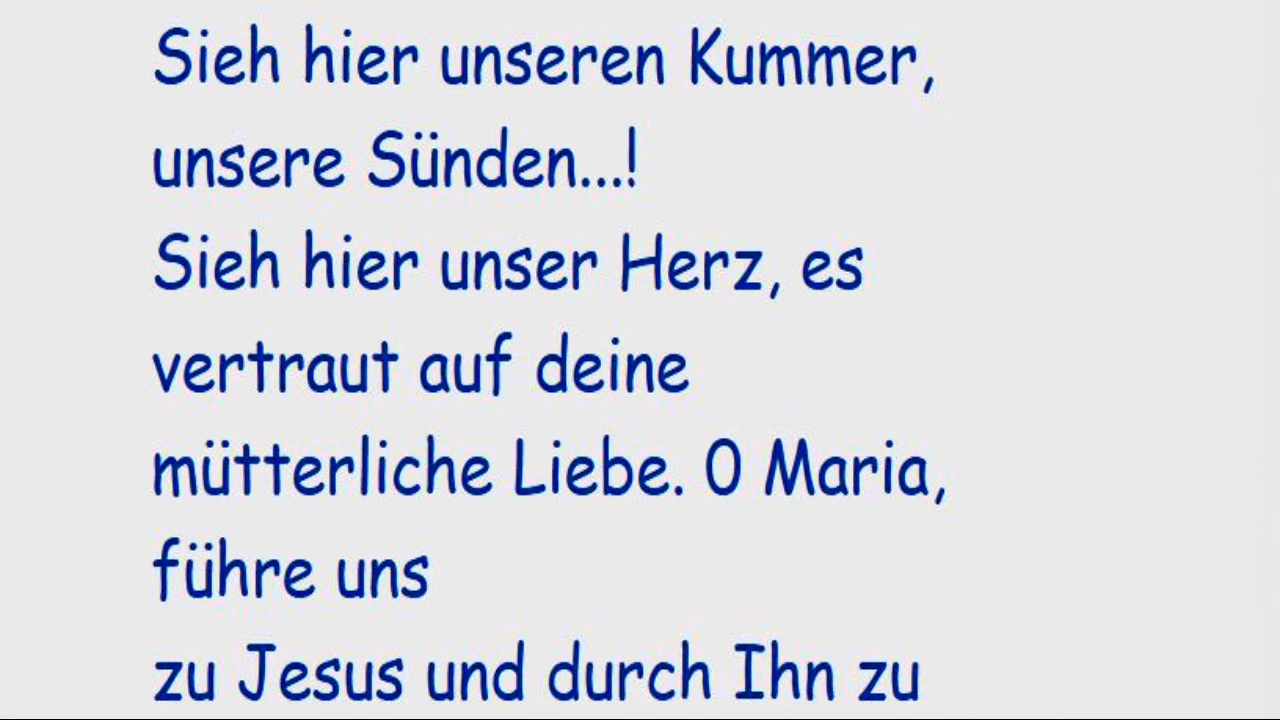 Sieh hier unseren Kummer,
unsere Sünden...!
Sieh hier unser Herz, es
vertraut auf deine
mütterliche Liebe. O Maria,
führe uns
zu Jesus und durch Ihn zu